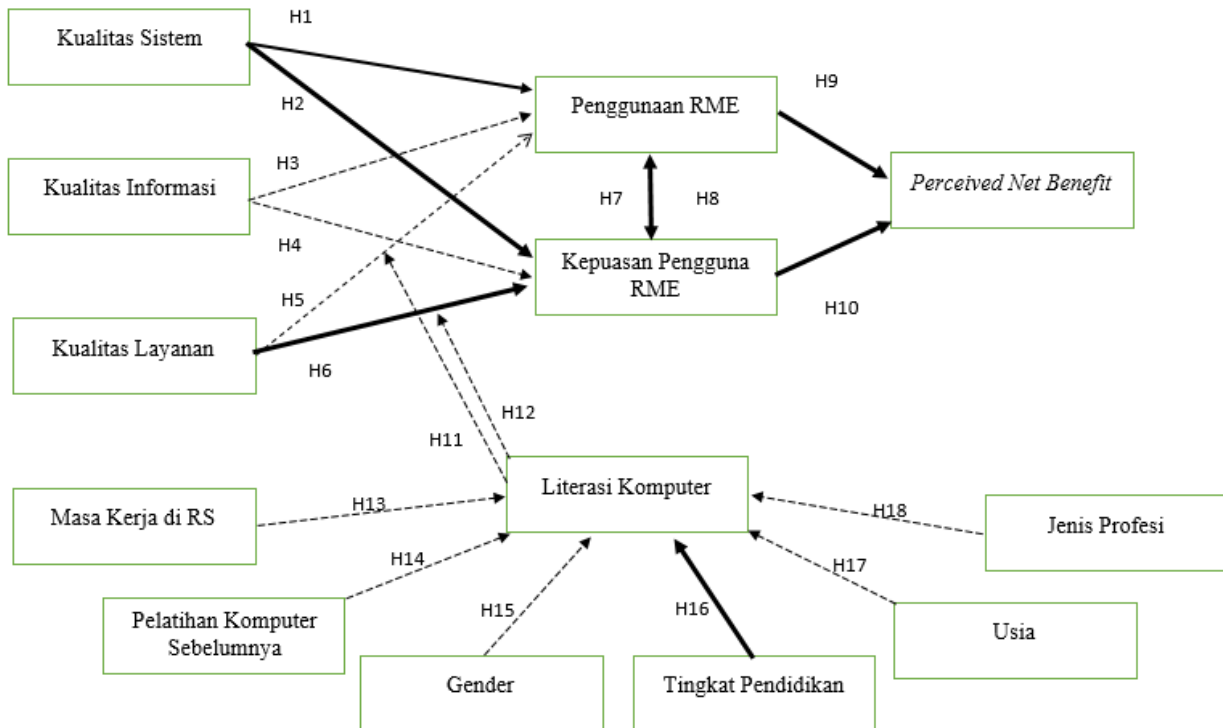 H1
Kualitas Sistem
H9
Penggunaan RME
H2
H3
Kualitas Informasi
Perceived Net Benefit
H7
H8
H4
Kepuasan Pengguna
RME
H5
H10
Kualitas Layanan
H6
H12
H11
Literasi Komputer
H13
Masa Kerja di RS
H18
Jenis Profesi
H14
H17
Pelatihan Komputer
Sebelumnya
H15
H16
Usia
Gender
Tingkat Pendidikan